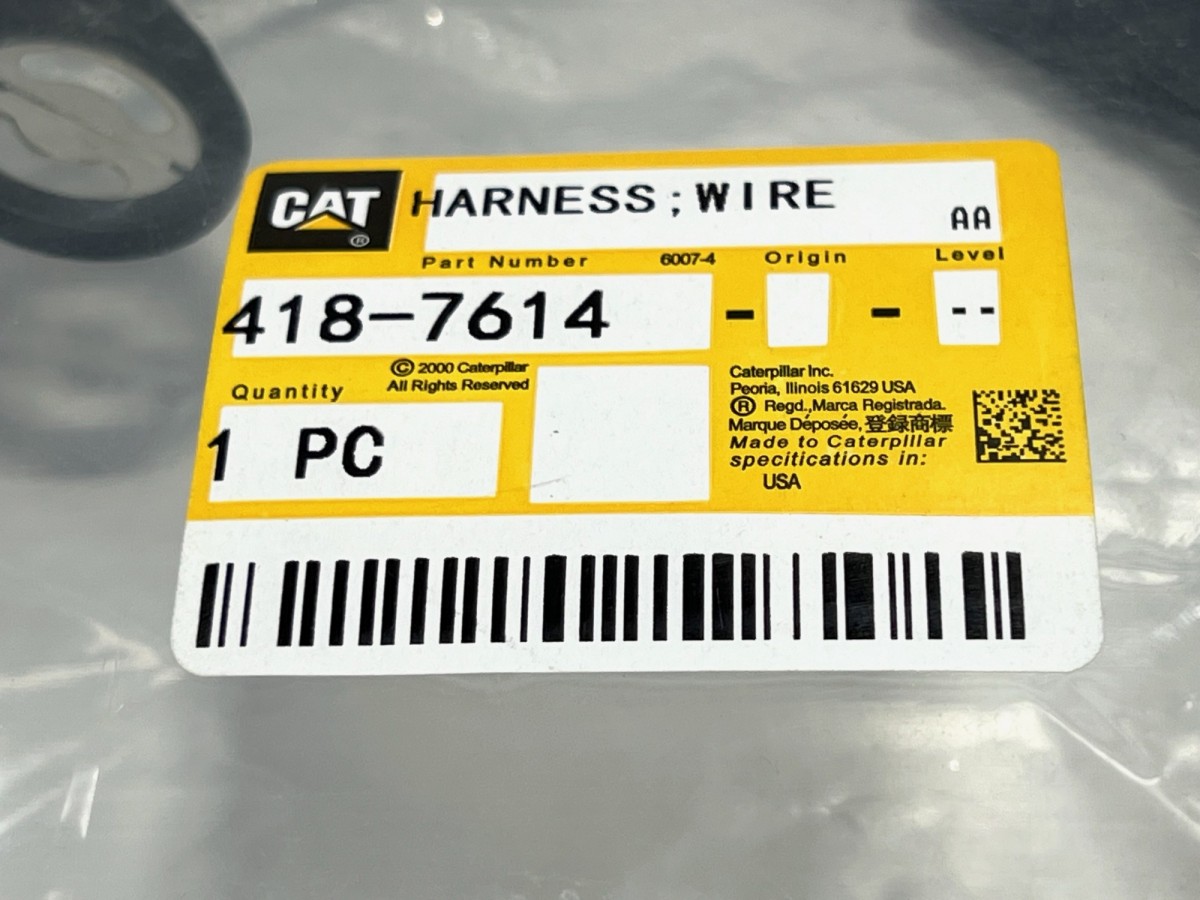 CAT
®
HARNESS;WIRE
AA
Part Number 6007-4 Origin Level
418-7614 - - --
© 2000 Caterpillar
All Rights Reserved
Quantity
1 PC
Caterpillar Inc.
Peoria, Illinois 61629 USA
® Regd.,Marca Registrada.
Marque Déposée, 登録商標
Made to Caterpillar
specifications in:
USA